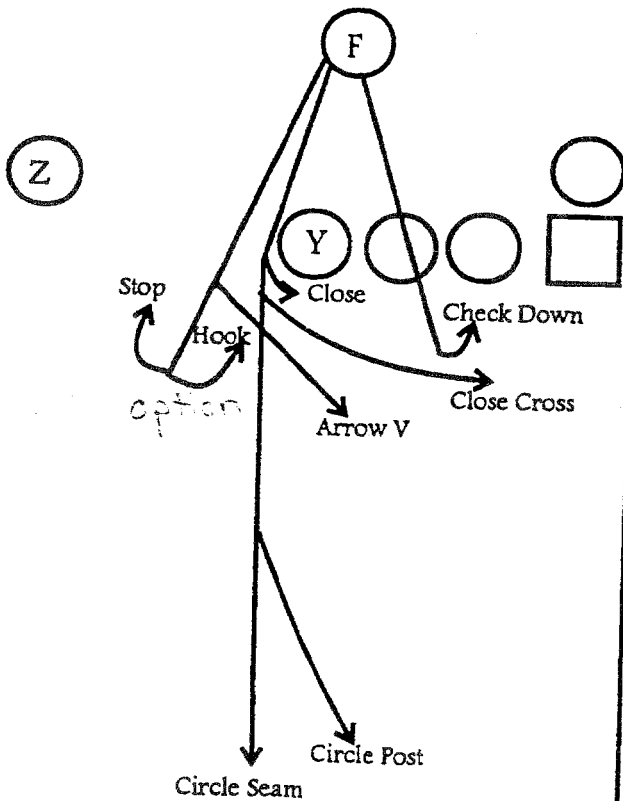 F
Z
Y
Stop
Close
Hook
Check Down
option
Close Cross
Arrow V
Circle Post
Circle Seam